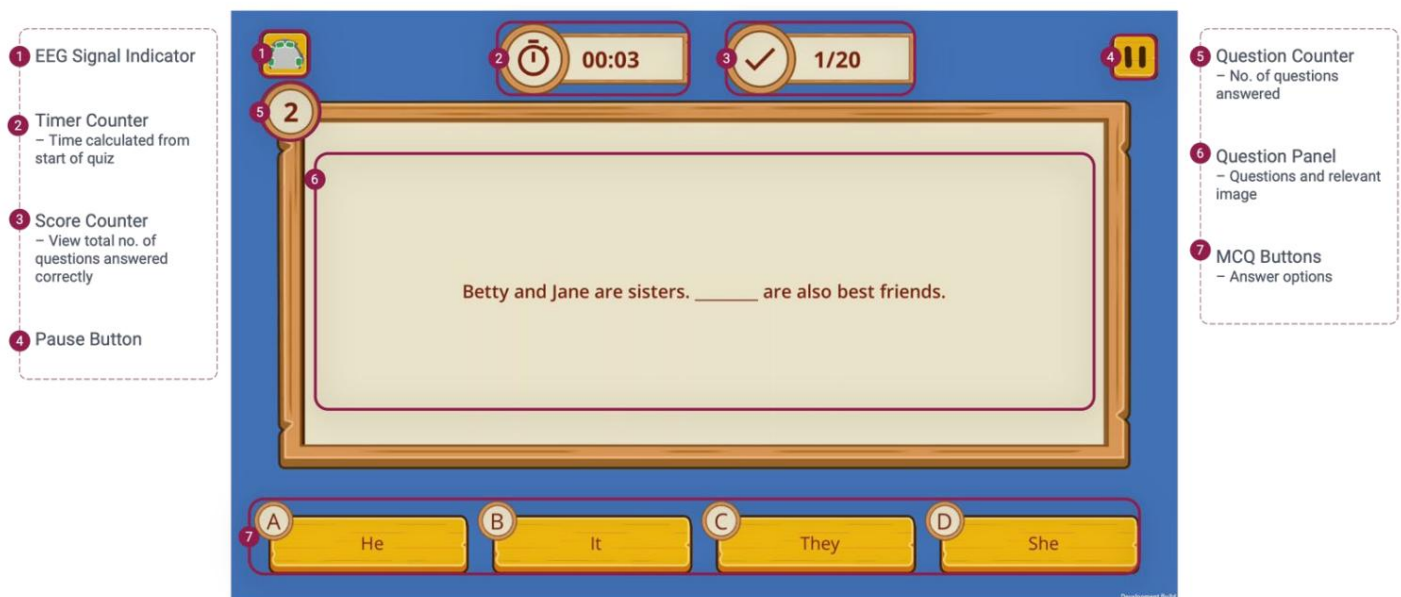 1 EEG Signal Indicator
2 Timer Counter
– Time calculated from
start of quiz
3 Score Counter
– View total no. of
questions answered
correctly
4 Pause Button
1
2 00:03
3 1/20
4
5 2
6
Betty and Jane are sisters. _______ are also best friends.
7
A He
B It
C They
D She
Development Build
5 Question Counter
– No. of questions
answered
6 Question Panel
– Questions and relevant
image
7 MCQ Buttons
– Answer options